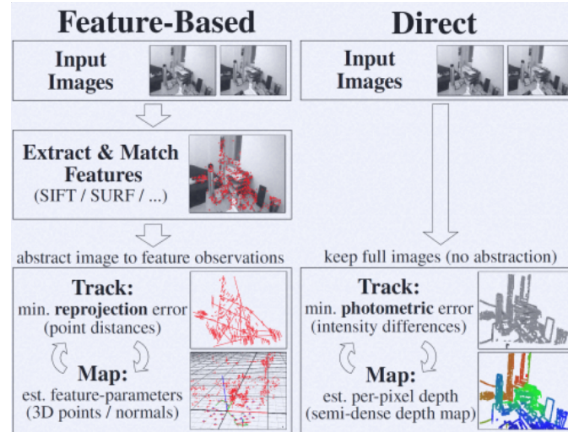 Feature-Based
Input
Images
Extract & Match
Features
(SIFT / SURF / ...)
abstract image to feature observations
Track:
min. reprojection error
(point distances)
Map:
est. feature-parameters
(3D points / normals)
Direct
Input
Images
keep full images (no abstraction)
Track:
min. photometric error
(intensity differences)
Map:
est. per-pixel depth
(semi-dense depth map)